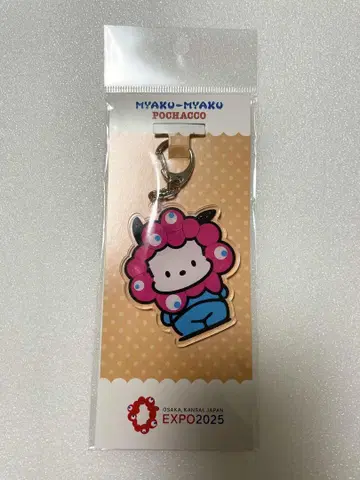 MYAKU-MYAKU
POCHACCO
OSAKA, KANSAI, JAPAN
EXPO2025